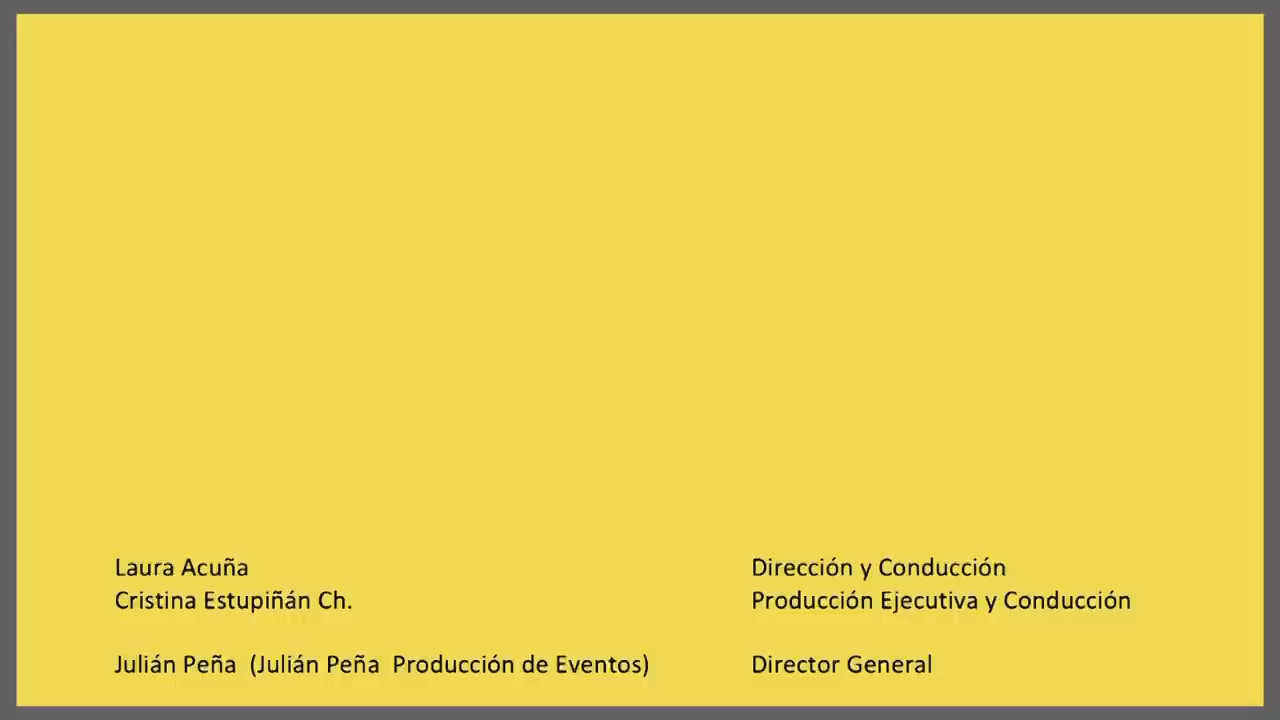 Laura Acuña Dirección y Conducción
Cristina Estupiñán Ch. Producción Ejecutiva y Conducción
Julián Peña (Julián Peña Producción de Eventos) Director General